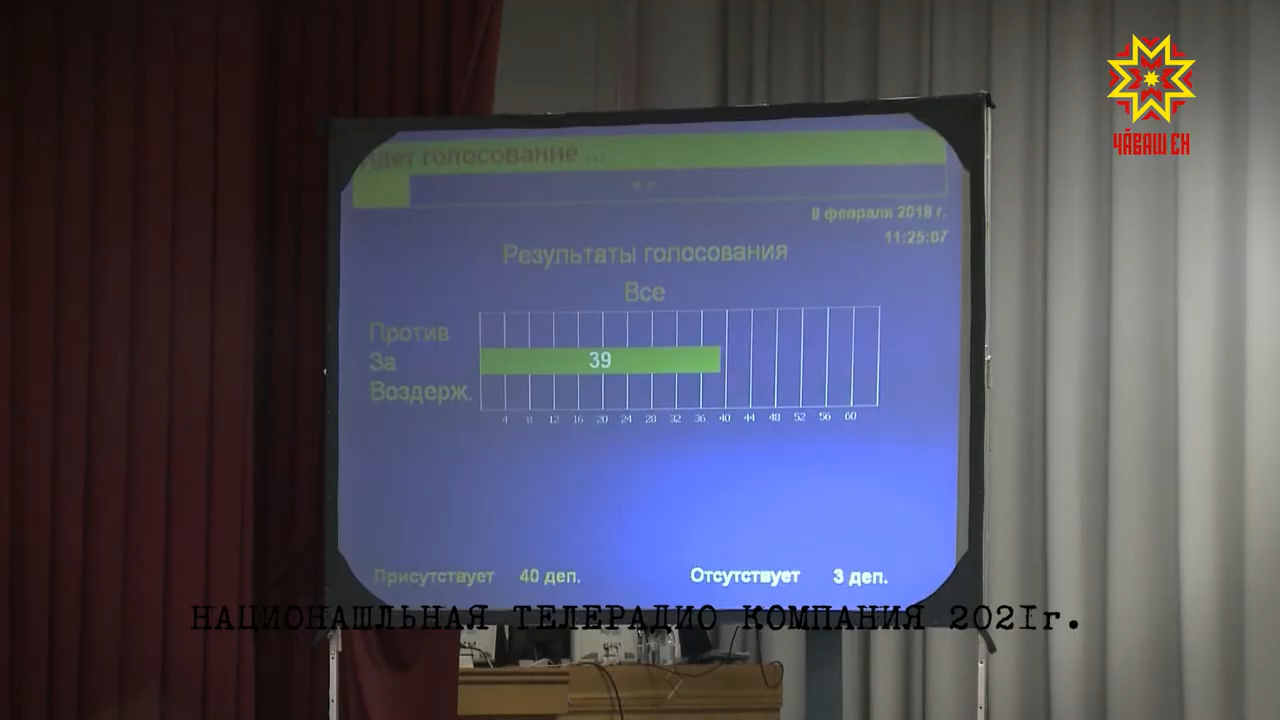 ЧӐВАШ ЕН
Идет голосование ...
8 февраля 2018 г.
11:25:07
Результаты голосования
Все
Против
За 39
Воздерж.
4 8 12 16 20 24 28 32 36 40 44 48 52 56 60
Присутствует 40 деп. Отсутствует 3 деп.
НАЦИОНАШЛЬНАЯ ТЕЛЕРАДИО КОМПАНИЯ 2021г.